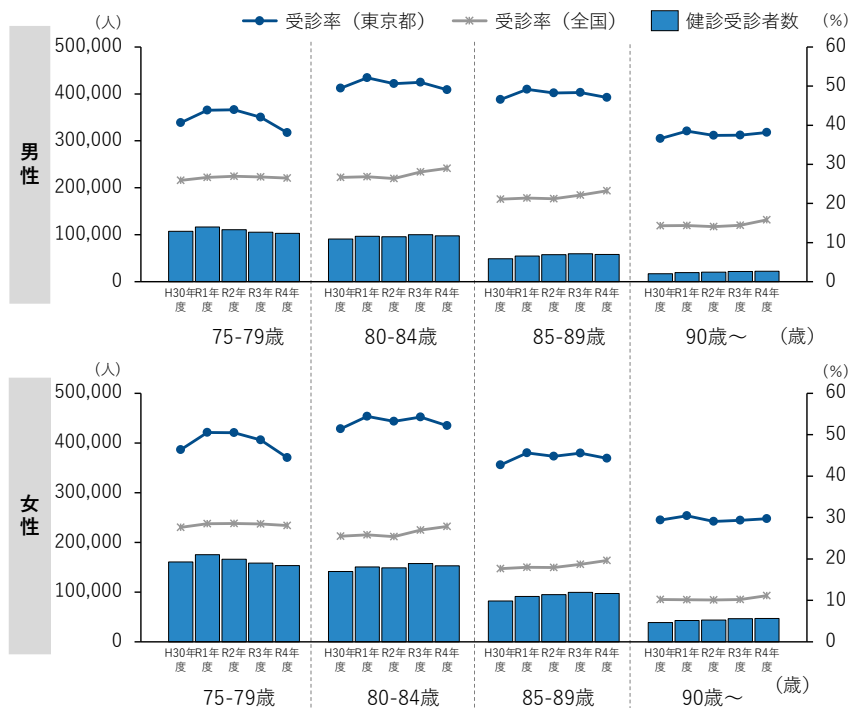 受診率（東京都） 受診率（全国） 健診受診者数
男性
（人） （%）
500,000 60
400,000 50
300,000 40
200,000 30
100,000 20
0 10
0
H30年度 R1年度 R2年度 R3年度 R4年度 H30年度 R1年度 R2年度 R3年度 R4年度 H30年度 R1年度 R2年度 R3年度 R4年度 H30年度 R1年度 R2年度 R3年度 R4年度
75-79歳 80-84歳 85-89歳 90歳～ （歳）
女性
（人） （%）
500,000 60
400,000 50
300,000 40
200,000 30
100,000 20
0 10
0
H30年度 R1年度 R2年度 R3年度 R4年度 H30年度 R1年度 R2年度 R3年度 R4年度 H30年度 R1年度 R2年度 R3年度 R4年度 H30年度 R1年度 R2年度 R3年度 R4年度
75-79歳 80-84歳 85-89歳 90歳～ （歳）